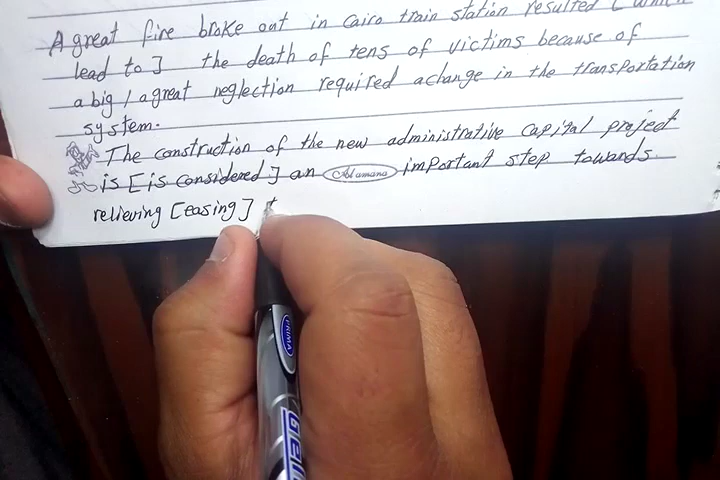 A great fire broke out in Cairo train station resulted [ which
lead to ] the death of tens of victims because of
a big / a great neglection required a change in the transportation
system.
The construction of the new administrative capital project
is [is considered ] an important step towards
relieving [easing] t
PRIMA